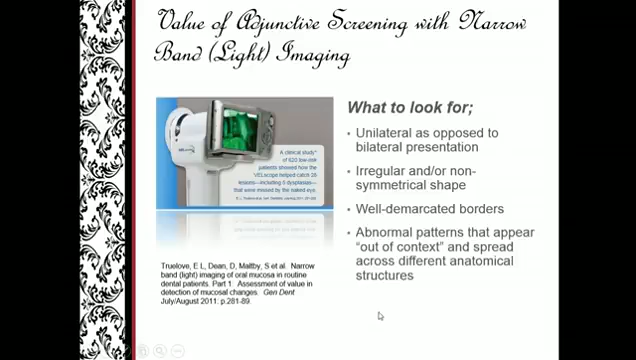 Value of Adjunctive Screening with Narrow
Band (Light) Imaging
What to look for;
• Unilateral as opposed to
bilateral presentation
• Irregular and/or non-
symmetrical shape
• Well-demarcated borders
• Abnormal patterns that appear
"out of context" and spread
across different anatomical
structures
A clinical study*
of 620 low-risk
patients showed how the
VELscope helped catch 28
lesions—including 5 dysplasias—
that were missed by the naked eye.
Truelove, E L, Dean, D, Maltby, S et al Narrow
band (light) imaging of oral mucosa in routine
dental patients. Part 1: Assessment of value in
detection of mucosal changes. Gen Dent
July/August 2011: p.281-89.